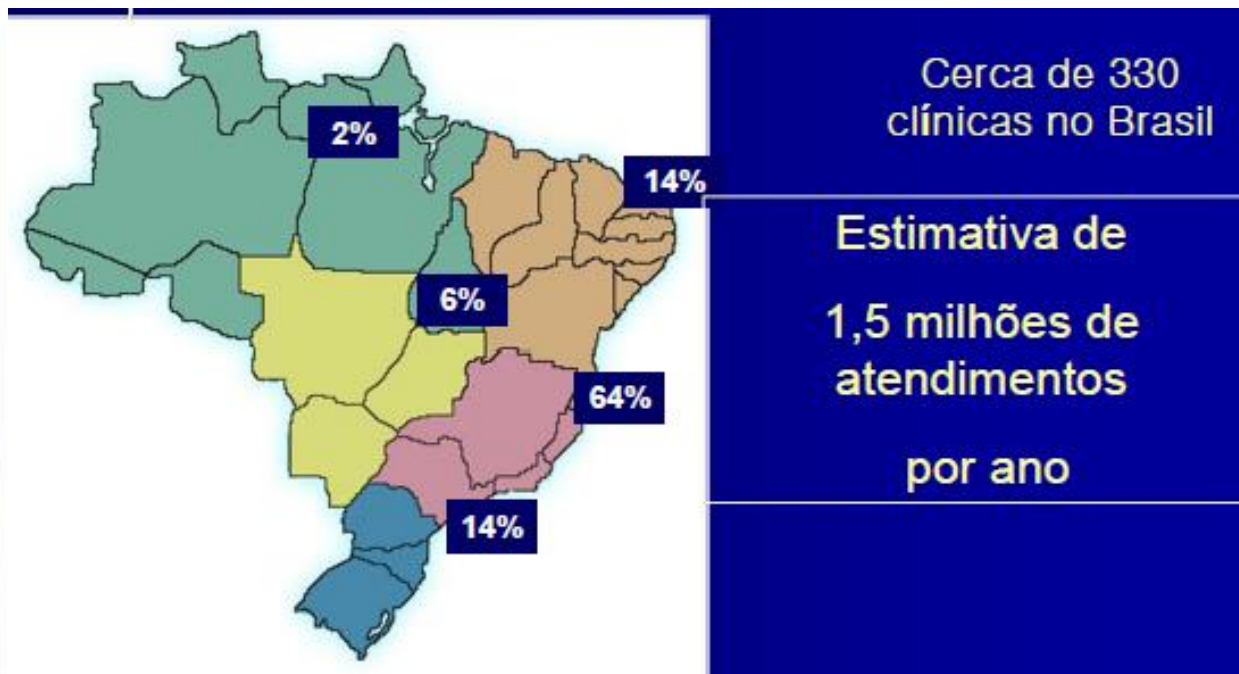 2%
14%
6%
64%
14%
Cerca de 330
clínicas no Brasil
Estimativa de
1,5 milhões de
atendimentos
por ano